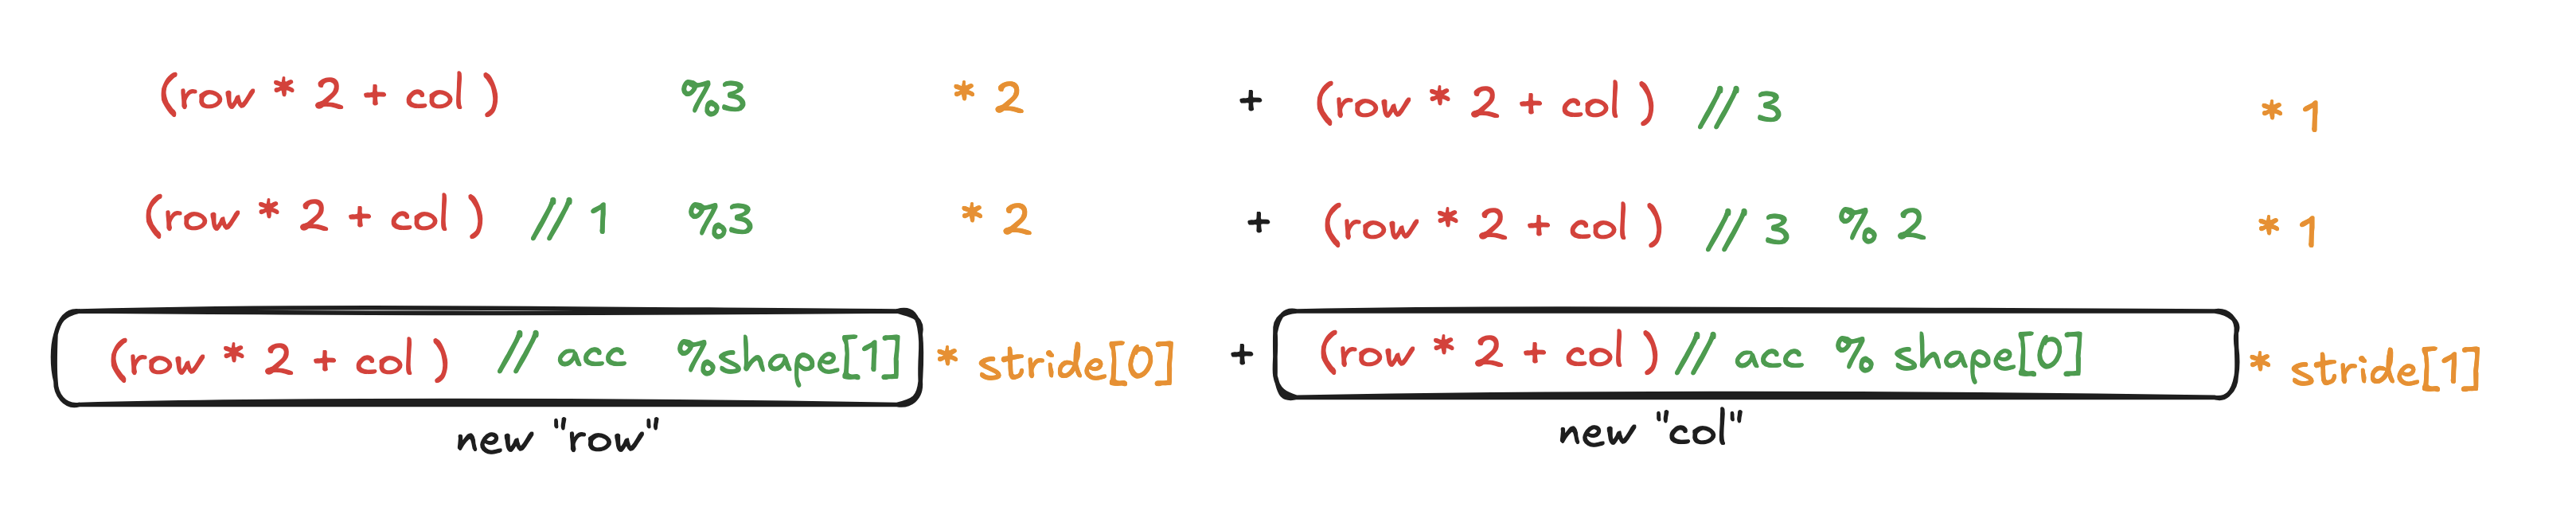 (row * 2 + col ) %3 * 2 + (row * 2 + col ) // 3 * 1
(row * 2 + col ) // 1 %3 * 2 + (row * 2 + col ) // 3 % 2 * 1
(row * 2 + col ) // acc %shape[1] * stride[0] + (row * 2 + col ) // acc % shape[0] * stride[1]
new "row" new "col"